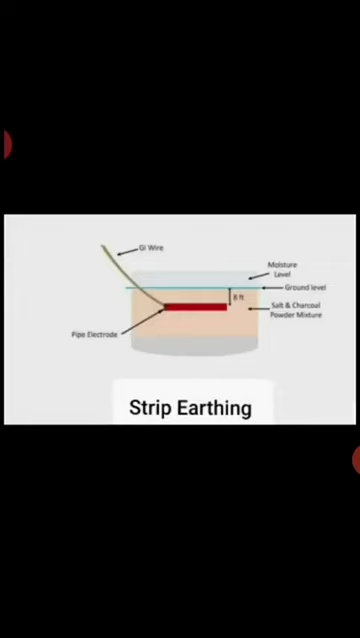 GI Wire
Moisture
Level
Ground level
8 ft
Salt & Charcoal
Powder Mixture
Pipe Electrode
Strip Earthing